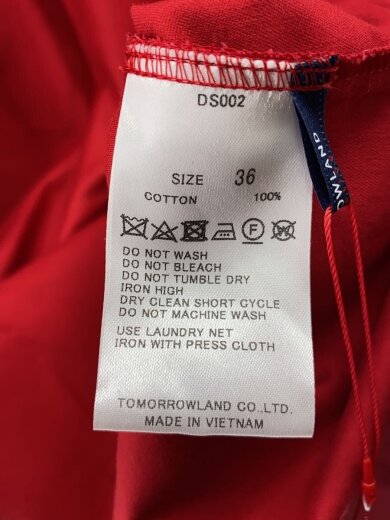 DS002
SIZE 36
COTTON 100%
F
DO NOT WASH
DO NOT BLEACH
DO NOT TUMBLE DRY
IRON HIGH
DRY CLEAN SHORT CYCLE
DO NOT MACHINE WASH
USE LAUNDRY NET
IRON WITH PRESS CLOTH
TOMORROWLAND CO.,LTD.
MADE IN VIETNAM
OWLAND